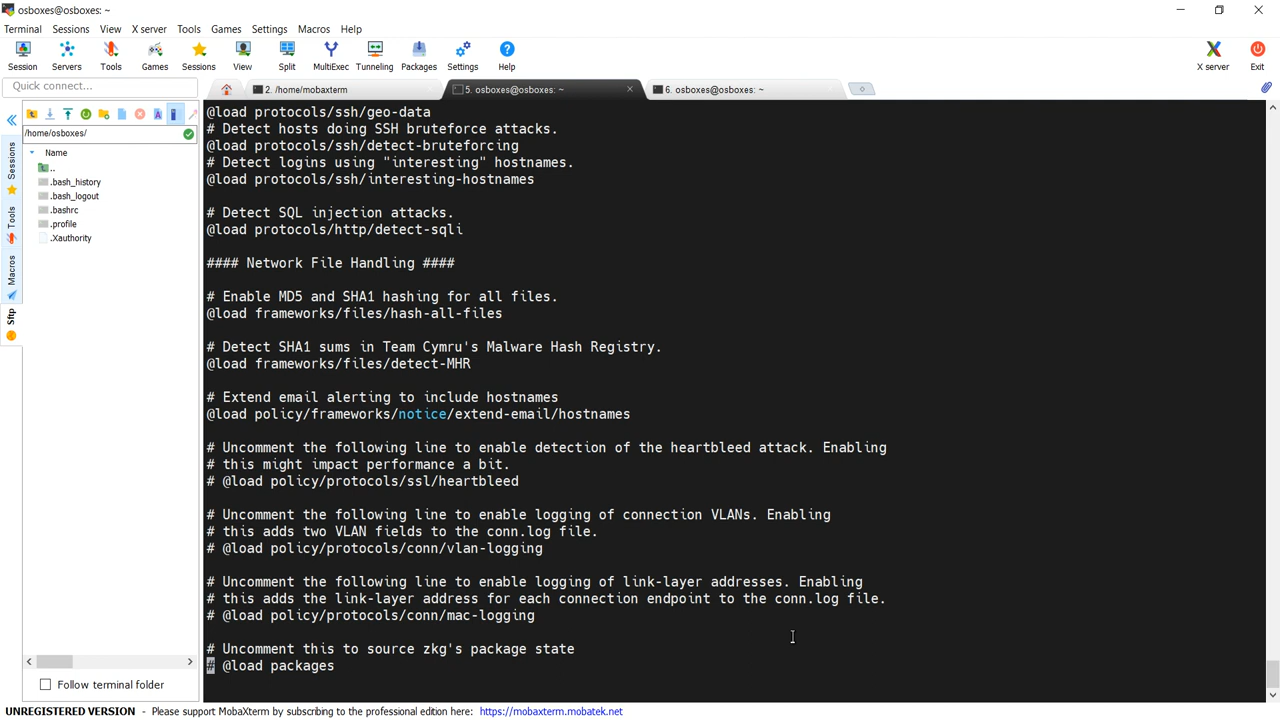 osboxes@osboxes: ~
Terminal Sessions View X server Tools Games Settings Macros Help
Session Servers Tools Games Sessions View Split MultiExec Tunneling Packages Settings Help X server Exit
Quick connect...
2. /home/mobaxterm
5. osboxes@osboxes: ~
6. osboxes@osboxes: ~
/home/osboxes/
Name
..
.bash_history
.bash_logout
.bashrc
.profile
.Xauthority
Sessions
Tools
Macros
Sftp
@load protocols/ssh/geo-data
# Detect hosts doing SSH bruteforce attacks.
@load protocols/ssh/detect-bruteforcing
# Detect logins using "interesting" hostnames.
@load protocols/ssh/interesting-hostnames
# Detect SQL injection attacks.
@load protocols/http/detect-sqli
#### Network File Handling ####
# Enable MD5 and SHA1 hashing for all files.
@load frameworks/files/hash-all-files
# Detect SHA1 sums in Team Cymru's Malware Hash Registry.
@load frameworks/files/detect-MHR
# Extend email alerting to include hostnames
@load policy/frameworks/notice/extend-email/hostnames
# Uncomment the following line to enable detection of the heartbleed attack. Enabling
# this might impact performance a bit.
# @load policy/protocols/ssl/heartbleed
# Uncomment the following line to enable logging of connection VLANs. Enabling
# this adds two VLAN fields to the conn.log file.
# @load policy/protocols/conn/vlan-logging
# Uncomment the following line to enable logging of link-layer addresses. Enabling
# this adds the link-layer address for each connection endpoint to the conn.log file.
# @load policy/protocols/conn/mac-logging
# Uncomment this to source zkg's package state
# @load packages
Follow terminal folder
UNREGISTERED VERSION - Please support MobaXterm by subscribing to the professional edition here: https://mobaxterm.mobatek.net